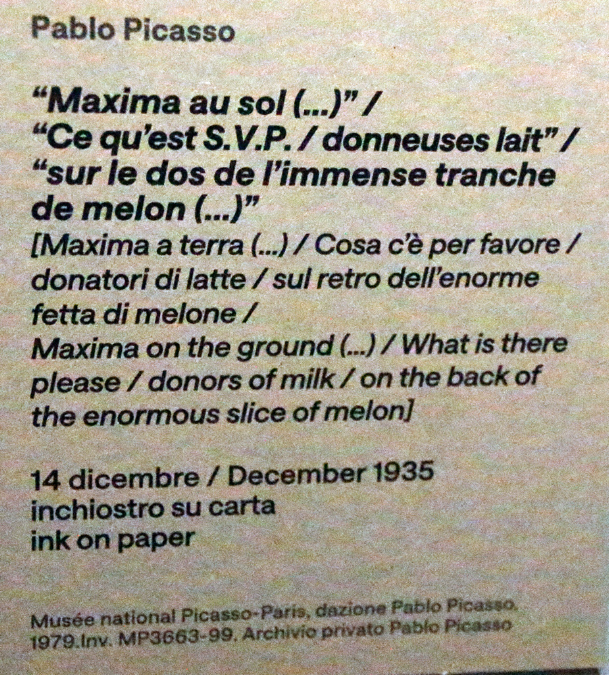 Pablo Picasso
“Maxima au sol (...)” /
“Ce qu’est S.V.P. / donneuses lait” /
“sur le dos de l’immense tranche
de melon (...)”
[Maxima a terra (...) / Cosa c’è per favore /
donatori di latte / sul retro dell’enorme
fetta di melone /
Maxima on the ground (...) / What is there
please / donors of milk / on the back of
the enormous slice of melon]
14 dicembre / December 1935
inchiostro su carta
ink on paper
Musée national Picasso-Paris, dazione Pablo Picasso,
1979.Inv. MP3663-99, Archivio privato Pablo Picasso